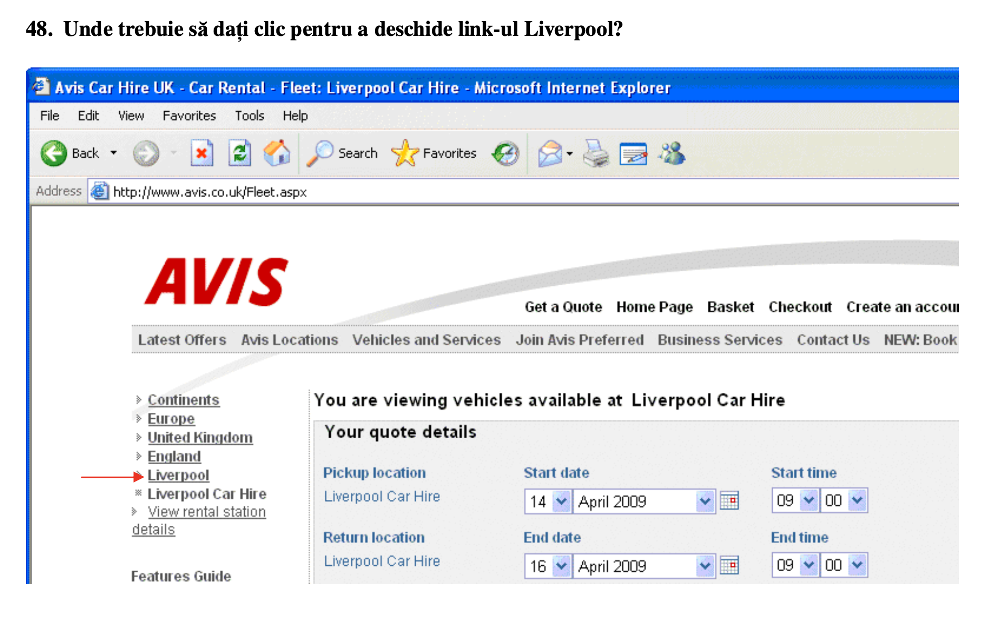 48. Unde trebuie să dați clic pentru a deschide link-ul Liverpool?
Avis Car Hire UK - Car Rental - Fleet: Liverpool Car Hire - Microsoft Internet Explorer
File Edit View Favorites Tools Help
Back Search Favorites
Address http://www.avis.co.uk/Fleet.aspx
AVIS
Get a Quote Home Page Basket Checkout Create an accou
Latest Offers Avis Locations Vehicles and Services Join Avis Preferred Business Services Contact Us NEW: Book
Continents
Europe
United Kingdom
England
Liverpool
Liverpool Car Hire
View rental station
details
Features Guide
You are viewing vehicles available at Liverpool Car Hire
Your quote details
Pickup location Start date Start time
Liverpool Car Hire 14 April 2009 09 00
Return location End date End time
Liverpool Car Hire 16 April 2009 09 00